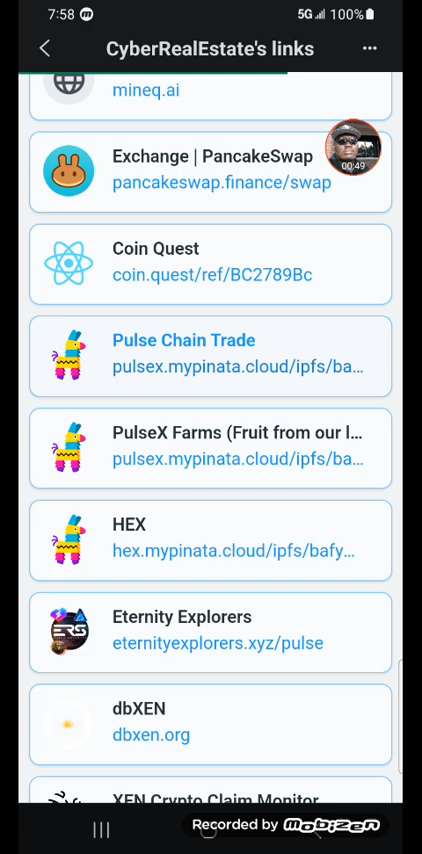 7:58
5G
100%
CyberRealEstate's links
mineq.ai
Exchange | PancakeSwap
pancakeswap.finance/swap
00:49
Coin Quest
coin.quest/ref/BC2789Bc
Pulse Chain Trade
pulsex.mypinata.cloud/ipfs/ba...
PulseX Farms (Fruit from our l...
pulsex.mypinata.cloud/ipfs/ba...
HEX
hex.mypinata.cloud/ipfs/bafy...
ERS
Eternity Explorers
eternityexplorers.xyz/pulse
dbXEN
dbxen.org
XEN Crypto Claim Monitor
Recorded by Mobizen